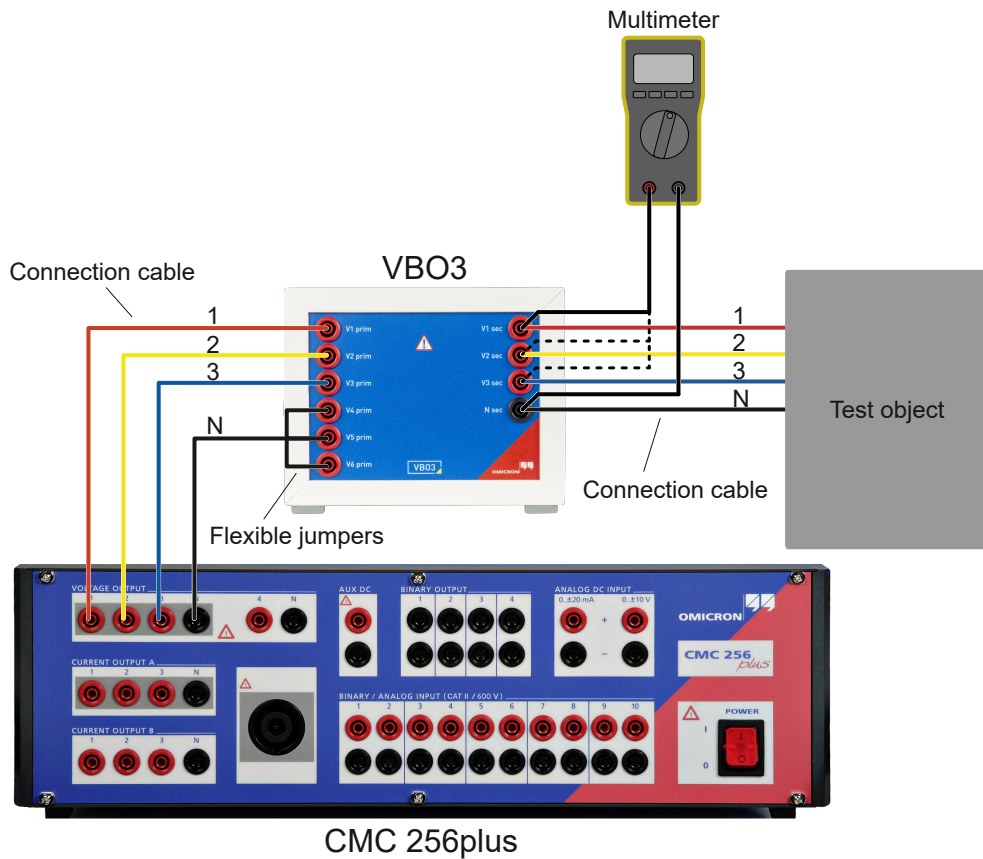 Multimeter
Connection cable
VBO3
1
2
3
N
V1 prim
V2 prim
V3 prim
V4 prim
V5 prim
V6 prim
V1 sec
V2 sec
V3 sec
N sec
VBO3
OMICRON
1
2
3
N
Test object
Connection cable
Flexible jumpers
VOLTAGE OUTPUT
1 2 3 N 4 N
AUX DC
BINARY OUTPUT
1 2 3 4
ANALOG DC INPUT
0..±20 mA 0..±10 V
+
−
OMICRON
CMC 256
plus
CURRENT OUTPUT A
1 2 3 N
CURRENT OUTPUT B
1 2 3 N
BINARY / ANALOG INPUT (CAT II / 600 V)
1 2 3 4 5 6 7 8 9 10
POWER
I
0
CMC 256plus